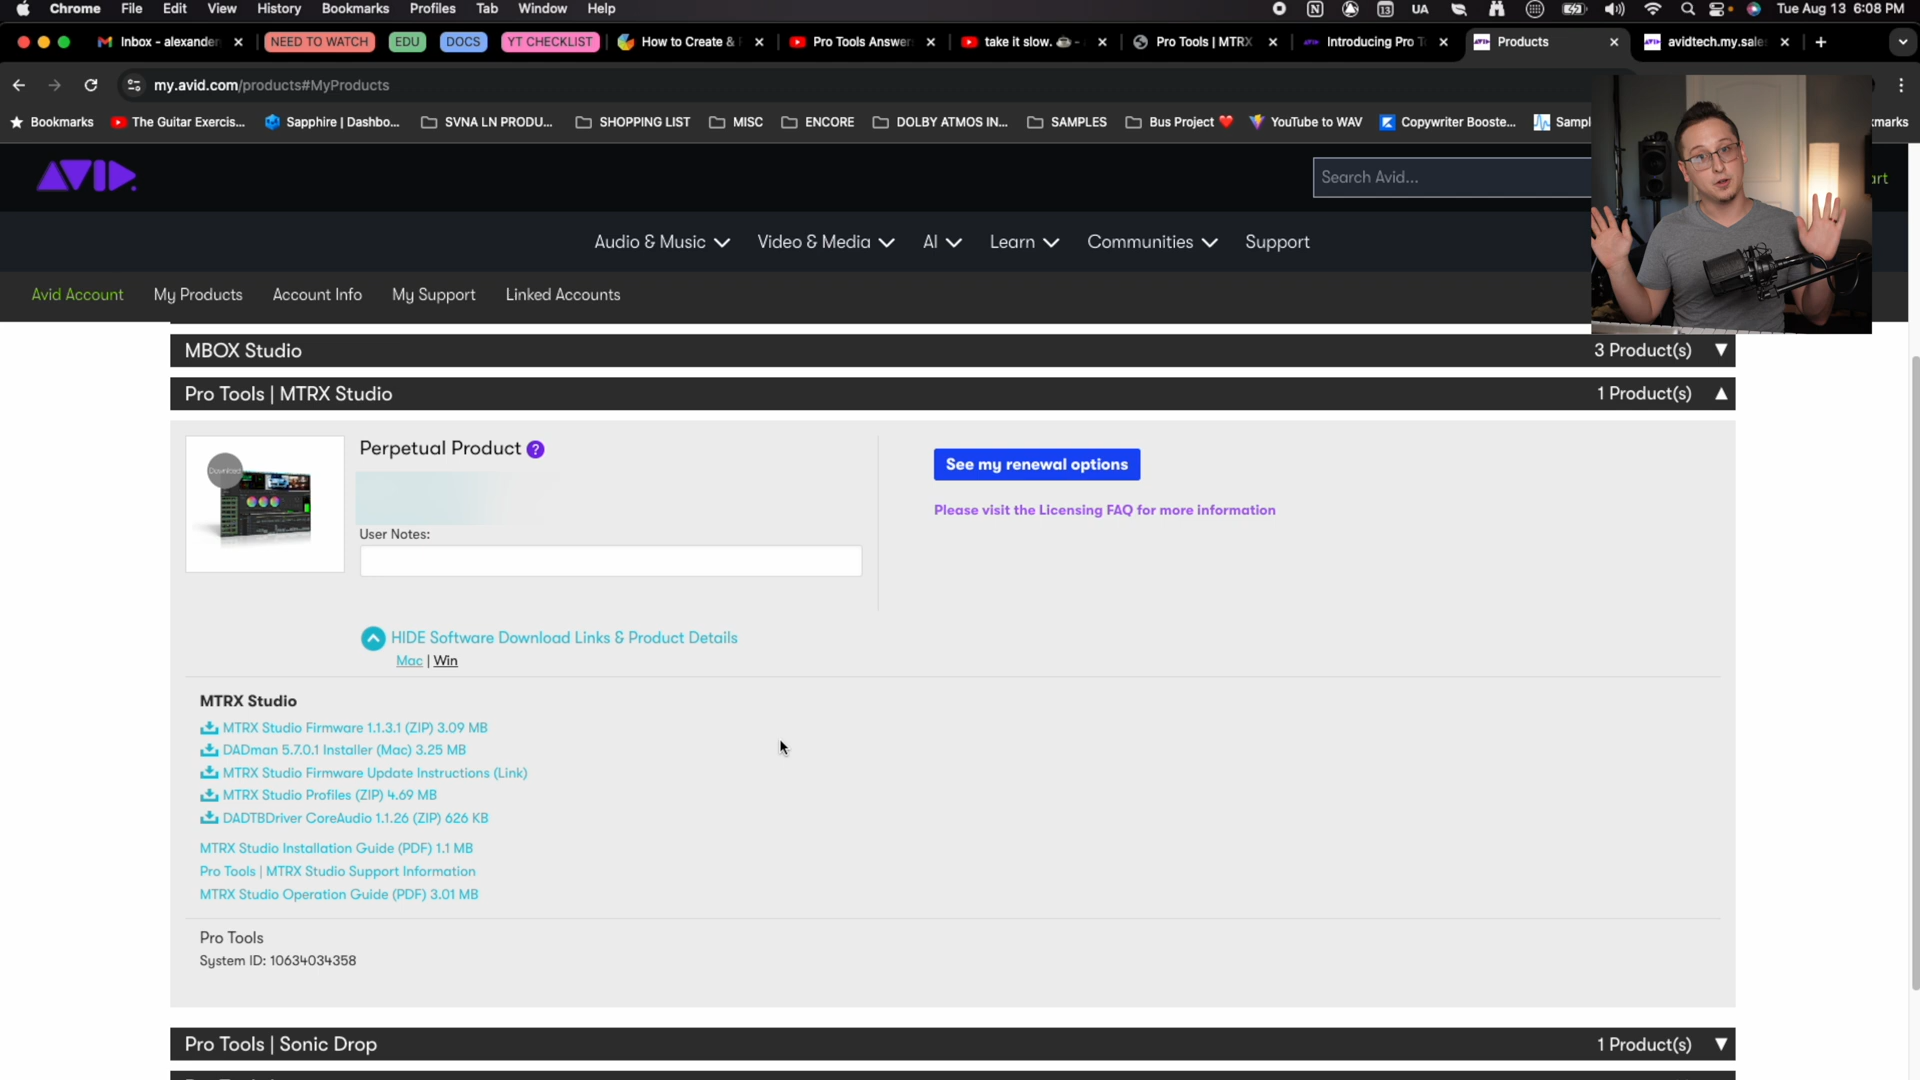 Chrome File Edit View History Bookmarks Profiles Tab Window Help 13 UA Tue Aug 13 6:08 PM
Inbox - alexander NEED TO WATCH EDU DOCS YT CHECKLIST How to Create & Pro Tools Answer take it slow. Pro Tools | MTRX Introducing Pro T Products avidtech.my.sale
my.avid.com/products#MyProducts
Bookmarks The Guitar Exercis... Sapphire | Dashbo... SVNA LN PRODU... SHOPPING LIST MISC ENCORE DOLBY ATMOS IN... SAMPLES Bus Project YouTube to WAV Copywriter Booste... Sampl
AVID Search Avid...
Audio & Music Video & Media AI Learn Communities Support
Avid Account My Products Account Info My Support Linked Accounts
MBOX Studio 3 Product(s)
Pro Tools | MTRX Studio 1 Product(s)
Download
Perpetual Product ?
See my renewal options
Please visit the Licensing FAQ for more information
User Notes:
HIDE Software Download Links & Product Details
Mac | Win
MTRX Studio
MTRX Studio Firmware 1.1.3.1 (ZIP) 3.09 MB
DADman 5.7.0.1 Installer (Mac) 3.25 MB
MTRX Studio Firmware Update Instructions (Link)
MTRX Studio Profiles (ZIP) 4.69 MB
DADTBDriver CoreAudio 1.1.26 (ZIP) 626 KB
MTRX Studio Installation Guide (PDF) 1.1 MB
Pro Tools | MTRX Studio Support Information
MTRX Studio Operation Guide (PDF) 3.01 MB
Pro Tools
System ID: 10634034358
Pro Tools | Sonic Drop 1 Product(s)